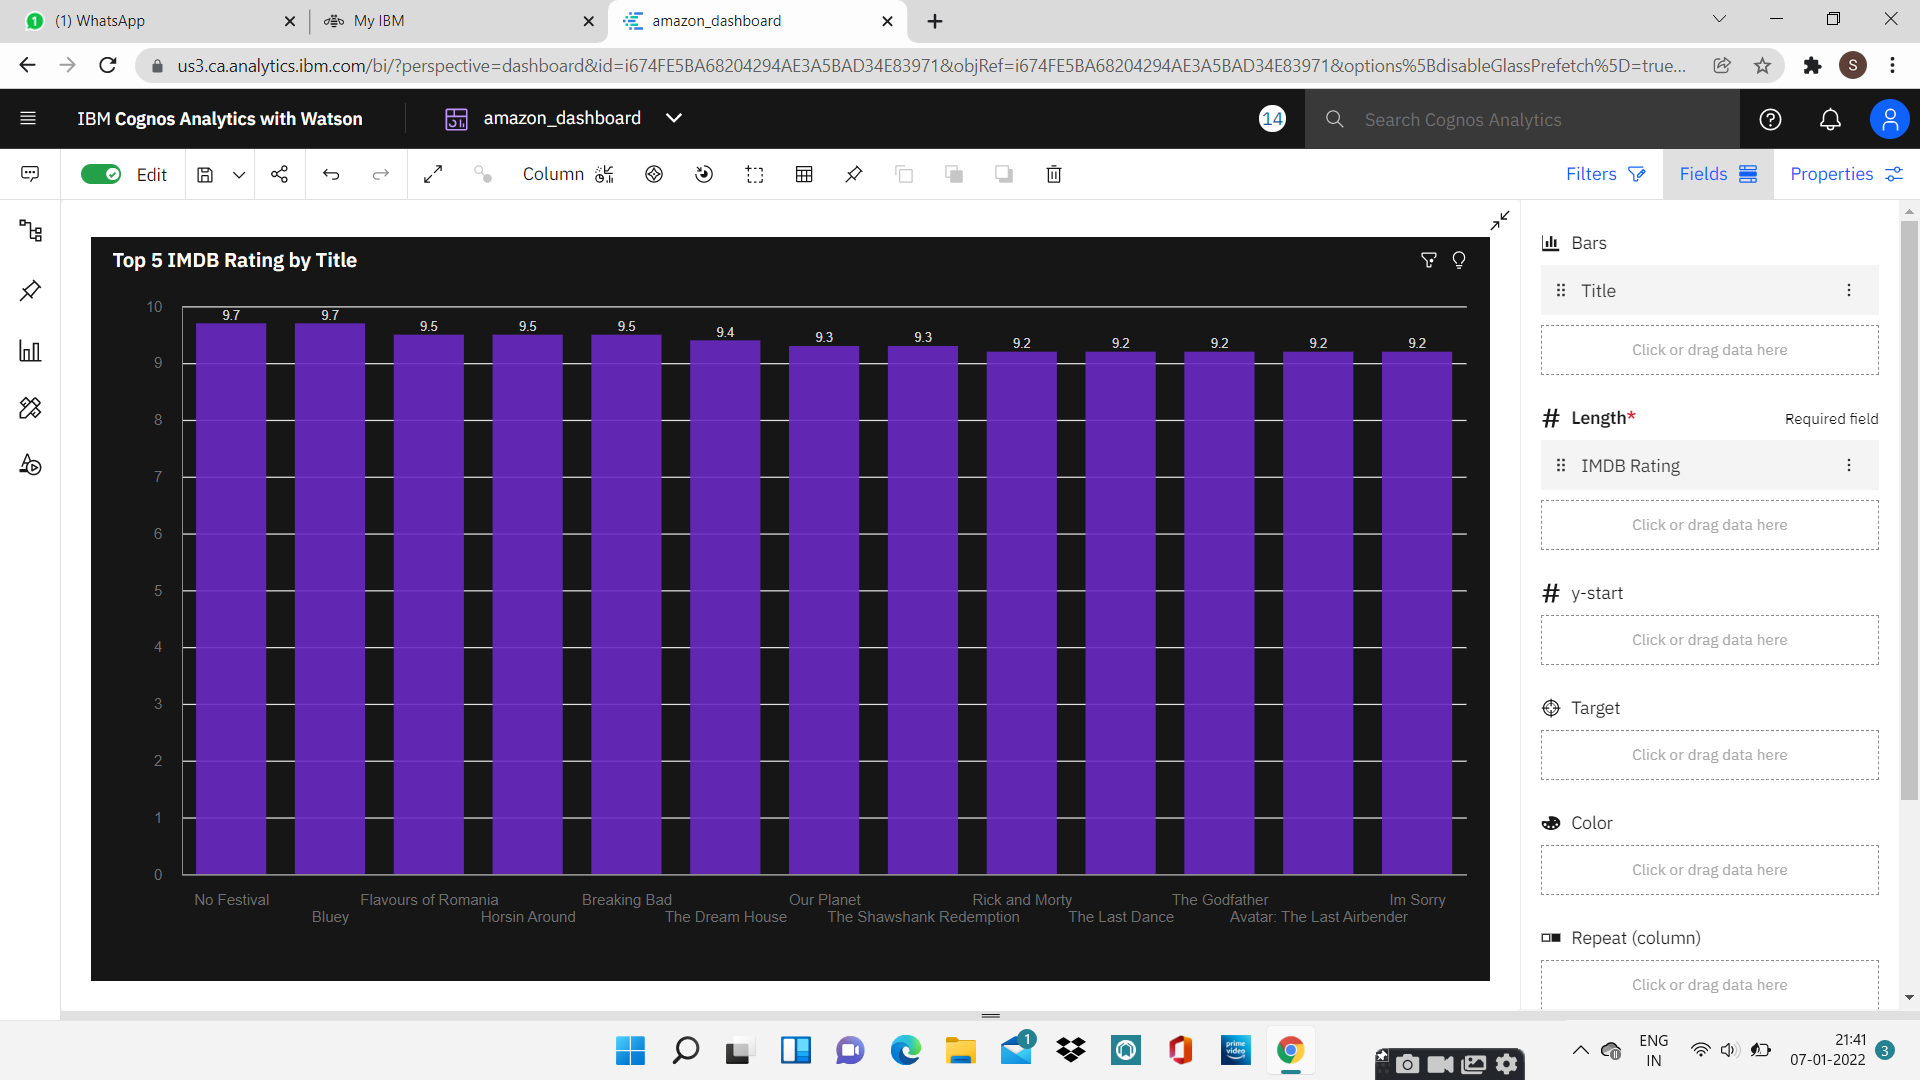 (1) WhatsApp
My IBM
amazon_dashboard
us3.ca.analytics.ibm.com/bi/?perspective=dashboard&id=i674FE5BA68204294AE3A5BAD34E83971&objRef=i674FE5BA68204294AE3A5BAD34E83971&options%5BdisableGlassPrefetch%5D=true...
S
IBM Cognos Analytics with Watson
amazon_dashboard
14
Search Cognos Analytics
Edit
Column
Filters
Fields
Properties
Top 5 IMDB Rating by Title
10
9
8
7
6
5
4
3
2
1
0
9.7
9.7
9.5
9.5
9.5
9.4
9.3
9.3
9.2
9.2
9.2
9.2
9.2
No Festival
Bluey
Flavours of Romania
Horsin Around
Breaking Bad
The Dream House
Our Planet
The Shawshank Redemption
Rick and Morty
The Last Dance
The Godfather
Avatar: The Last Airbender
Im Sorry
Bars
Title
Click or drag data here
Length*
Required field
IMDB Rating
Click or drag data here
y-start
Click or drag data here
Target
Click or drag data here
Color
Click or drag data here
Repeat (column)
Click or drag data here
1
prime video
ENG
IN
21:41
07-01-2022
3